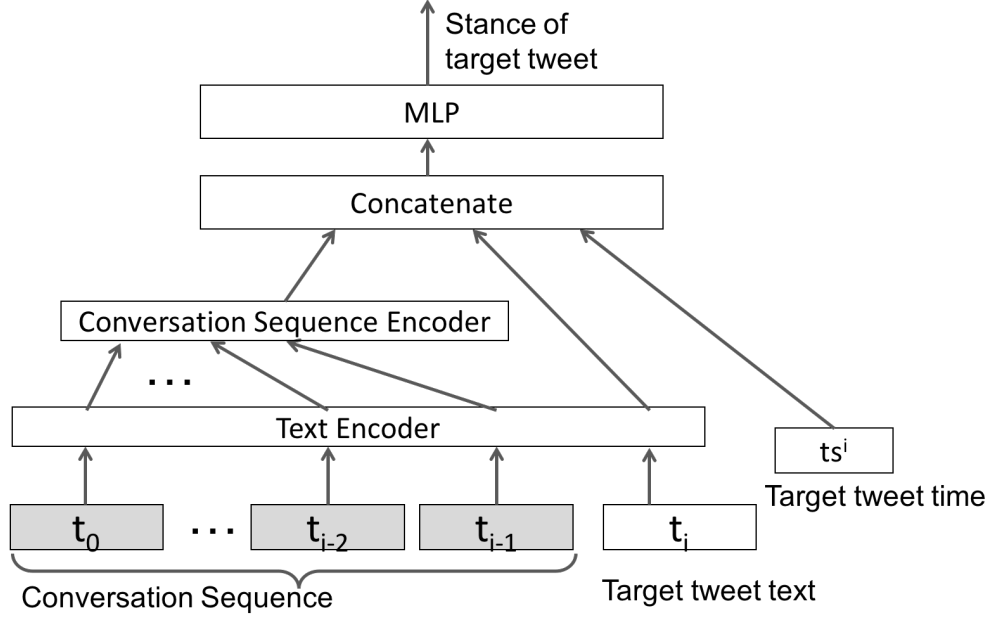 Stance of
target tweet
MLP
Concatenate
Conversation Sequence Encoder
...
Text Encoder
tsⁱ
Target tweet time
t₀ ... tᵢ₋₂ tᵢ₋₁ tᵢ
Conversation Sequence
Target tweet text